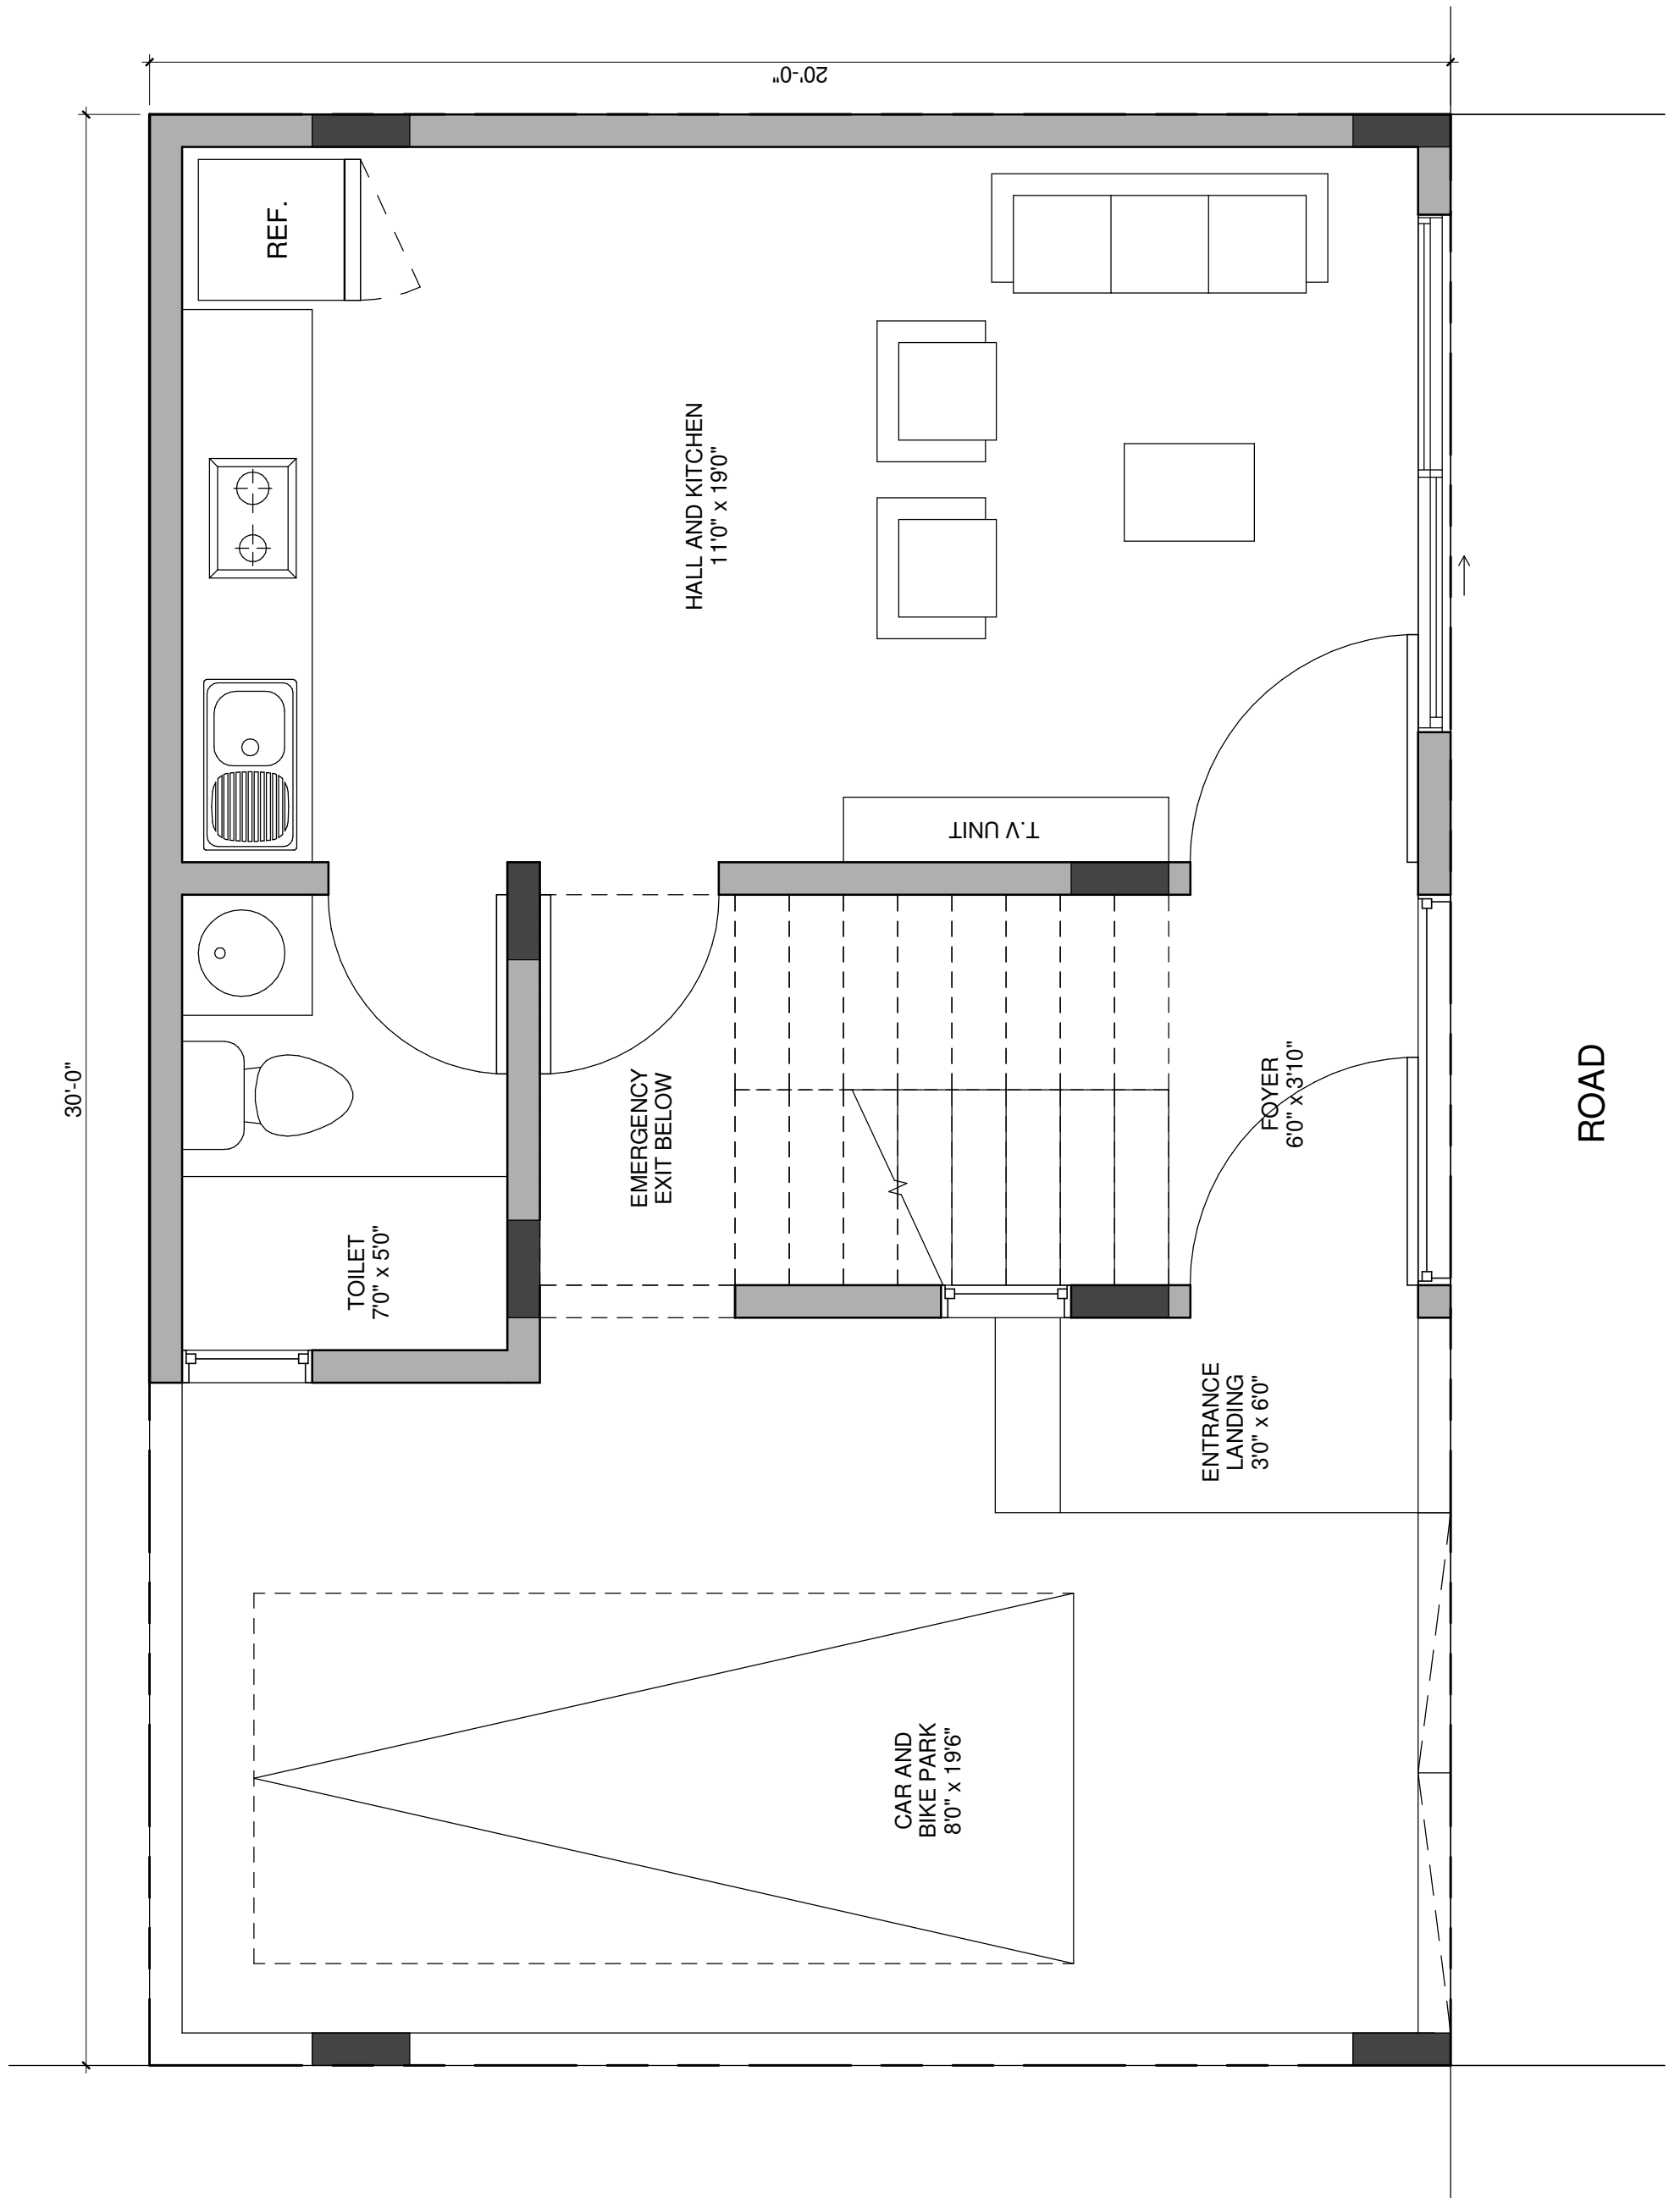 30'-0"
20'-0"
REF.
HALL AND KITCHEN
11'0" x 19'0"
T.V UNIT
TOILET
7'0" x 5'0"
EMERGENCY
EXIT BELOW
FOYER
6'0" x 3'10"
ENTRANCE
LANDING
3'0" x 6'0"
CAR AND
BIKE PARK
8'0" x 19'6"
ROAD